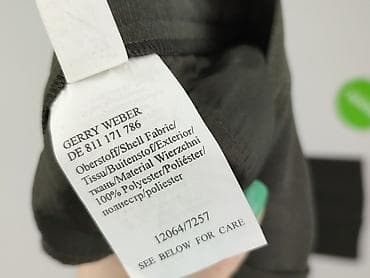 GERRY WEBER
DE 811 171 786
Oberstoff/Shell Fabric/
Tissu/Buitenstof/Exterior/
ткань/Material Wierzchni
100% Polyester/Poliéster/
полиестр/poliester
12064/7257
SEE BELOW FOR CARE